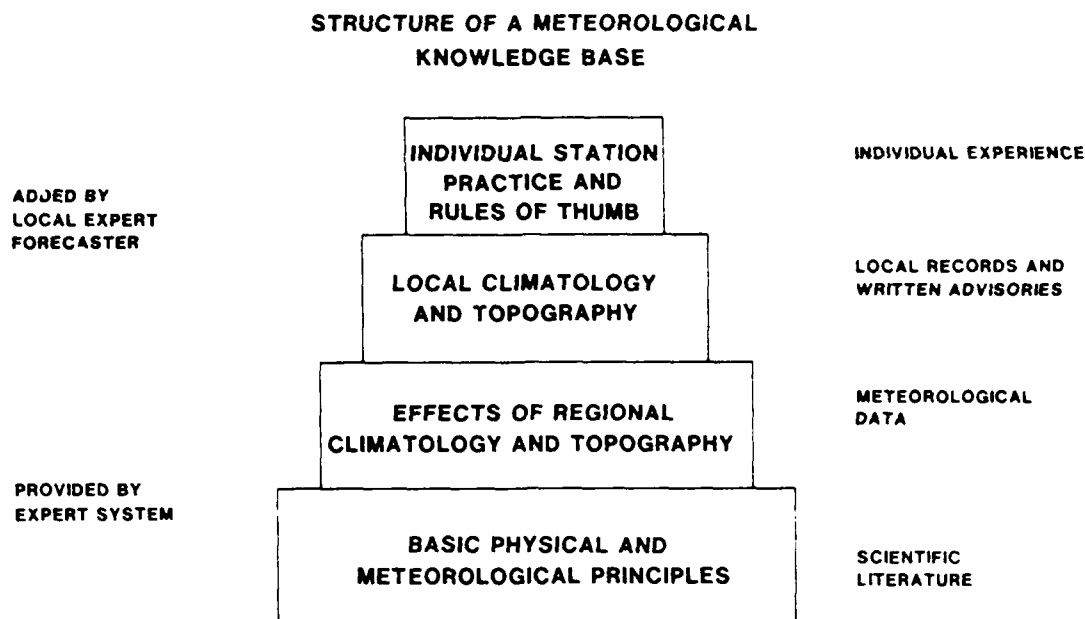 STRUCTURE OF A METEOROLOGICAL
KNOWLEDGE BASE
INDIVIDUAL STATION
PRACTICE AND
RULES OF THUMB
INDIVIDUAL EXPERIENCE
ADDED BY
LOCAL EXPERT
FORECASTER
LOCAL CLIMATOLOGY
AND TOPOGRAPHY
LOCAL RECORDS AND
WRITTEN ADVISORIES
EFFECTS OF REGIONAL
CLIMATOLOGY AND TOPOGRAPHY
METEOROLOGICAL
DATA
PROVIDED BY
EXPERT SYSTEM
BASIC PHYSICAL AND
METEOROLOGICAL PRINCIPLES
SCIENTIFIC
LITERATURE